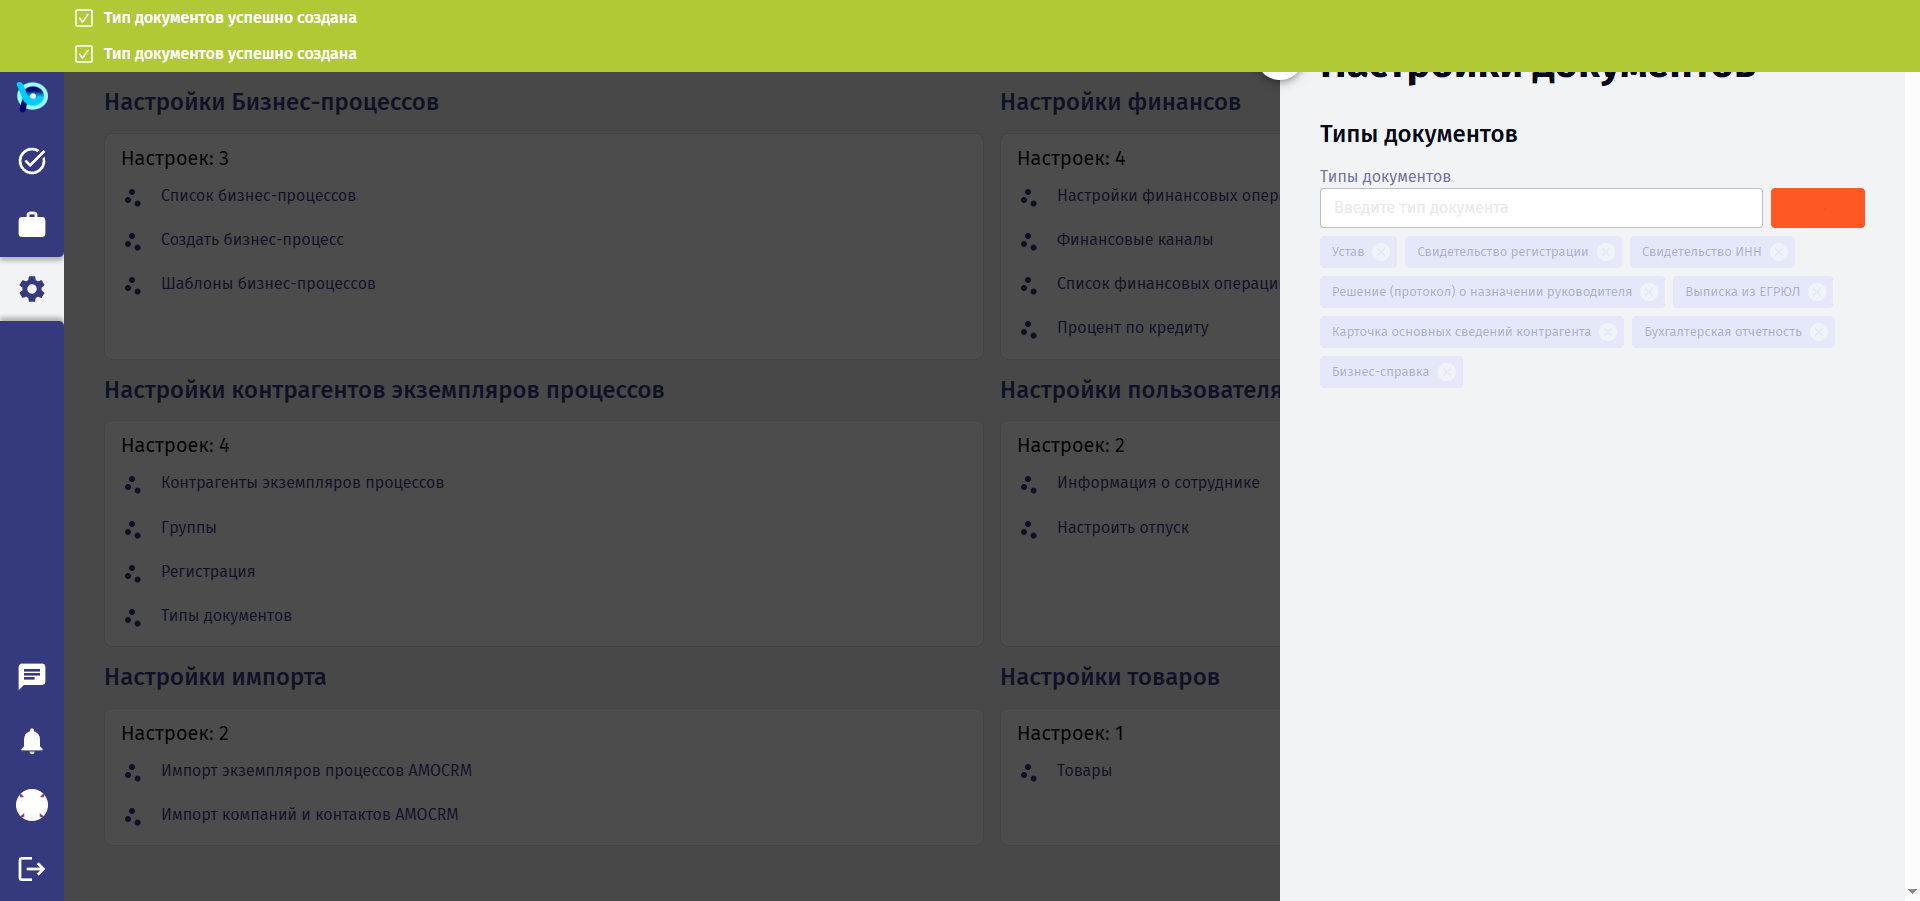 Тип документов успешно создана
Тип документов успешно создана
Настройки Бизнес-процессов
Настроек: 3
Список бизнес-процессов
Создать бизнес-процесс
Шаблоны бизнес-процессов
Настройки финансов
Настроек: 4
Настройки финансовых опер
Финансовые каналы
Список финансовых операци
Процент по кредиту
Настройки контрагентов экземпляров процессов
Настроек: 4
Контрагенты экземпляров процессов
Группы
Регистрация
Типы документов
Настройки пользователя
Настроек: 2
Информация о сотруднике
Настроить отпуск
Настройки импорта
Настроек: 2
Импорт экземпляров процессов AMOCRM
Импорт компаний и контактов AMOCRM
Настройки товаров
Настроек: 1
Товары
Настройки документов
Типы документов
Типы документов
Введите тип документа
Устав Свидетельство регистрации Свидетельство ИНН
Решение (протокол) о назначении руководителя Выписка из ЕГРЮЛ
Карточка основных сведений контрагента Бухгалтерская отчетность
Бизнес-справка